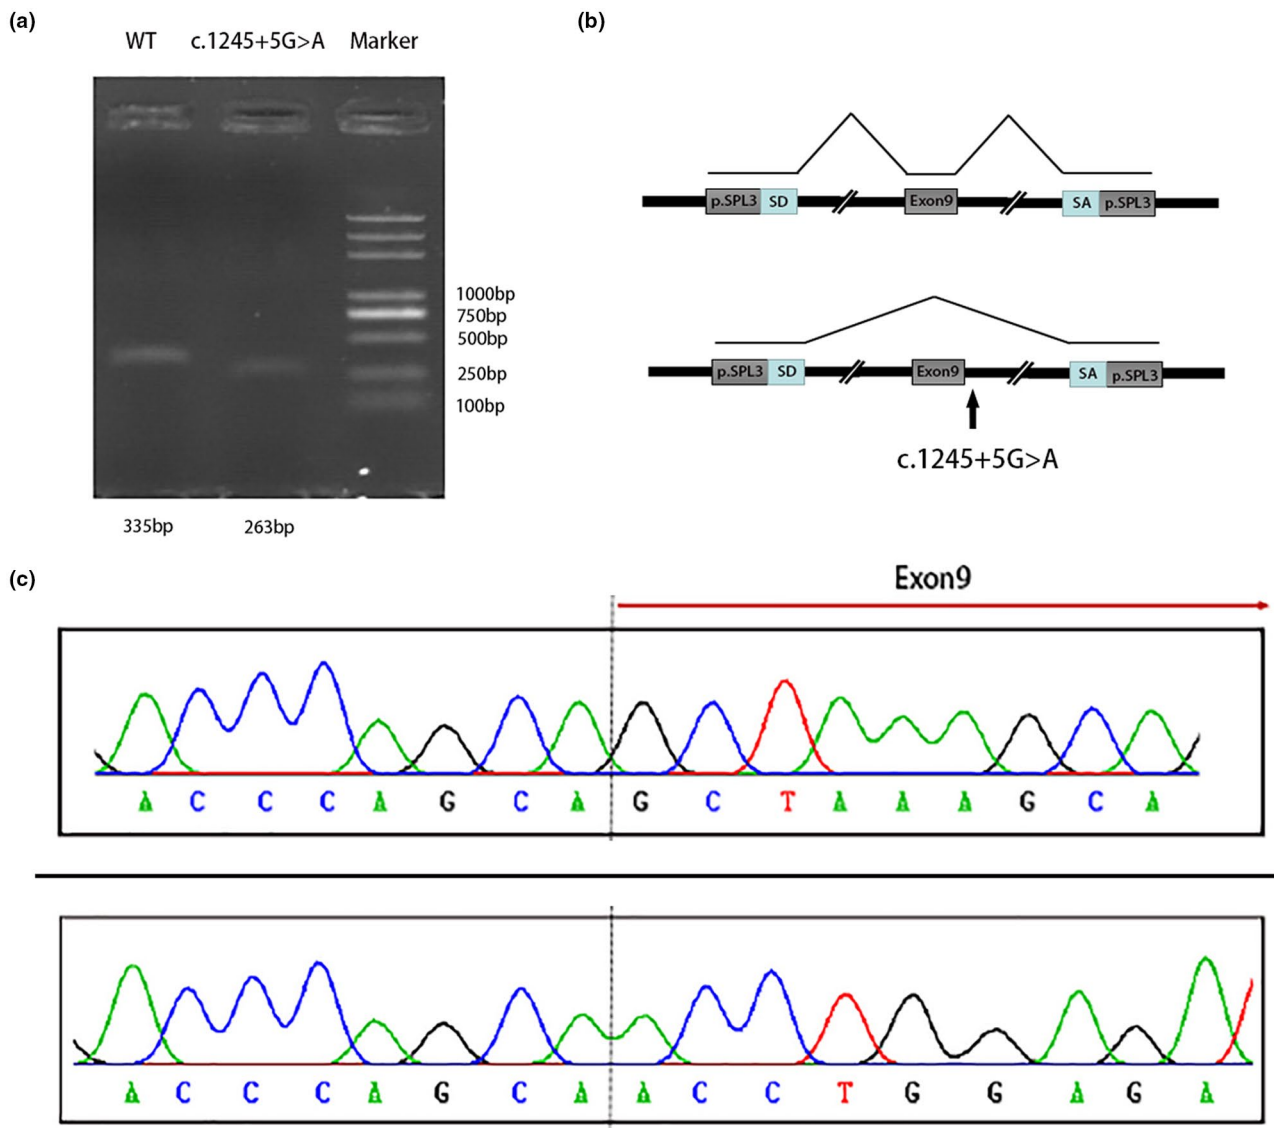 (a)
WT c.1245+5G>A Marker
1000bp
750bp
500bp
250bp
100bp
335bp 263bp
(b)
p.SPL3 SD Exon9 SA p.SPL3
p.SPL3 SD Exon9 SA p.SPL3
c.1245+5G>A
(c)
Exon9
A C C C A G C A G C T A A A G C A
A C C C A G C A A C C T G G A G A